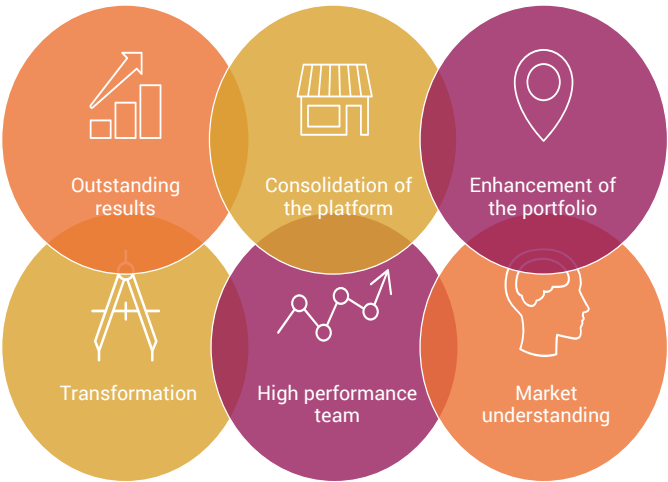 Outstanding
results
Consolidation of
the platform
Enhancement of
the portfolio
Transformation
High performance
team
Market
understanding